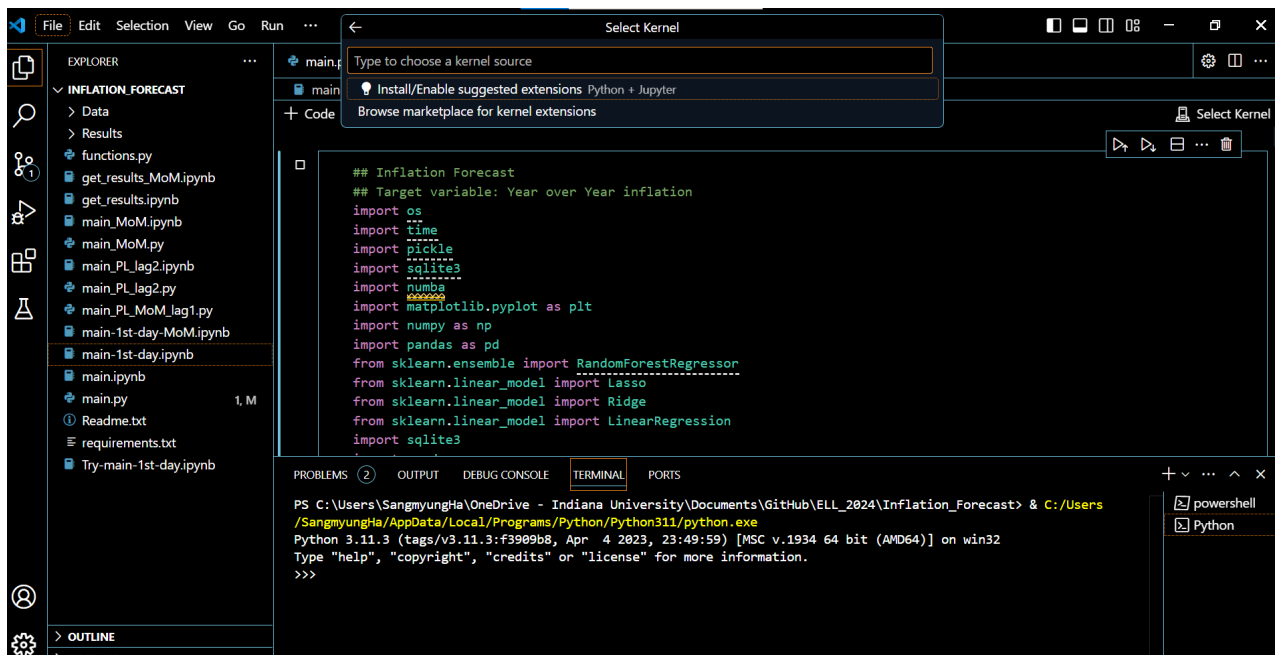 File Edit Selection View Go Run ···
Select Kernel
Type to choose a kernel source
Install/Enable suggested extensions Python + Jupyter
Browse marketplace for kernel extensions
EXPLORER ···
INFLATION_FORECAST
Data
Results
functions.py
get_results_MoM.ipynb
get_results.ipynb
main_MoM.ipynb
main_MoM.py
main_PL_lag2.ipynb
main_PL_lag2.py
main_PL_MoM_lag1.py
main-1st-day-MoM.ipynb
main-1st-day.ipynb
main.ipynb
main.py 1, M
Readme.txt
requirements.txt
Try-main-1st-day.ipynb
OUTLINE
1
main.p
main
+ Code
Select Kernel
## Inflation Forecast
## Target variable: Year over Year inflation
import os
import time
import pickle
import sqlite3
import numba
import matplotlib.pyplot as plt
import numpy as np
import pandas as pd
from sklearn.ensemble import RandomForestRegressor
from sklearn.linear_model import Lasso
from sklearn.linear_model import Ridge
from sklearn.linear_model import LinearRegression
import sqlite3
PROBLEMS 2 OUTPUT DEBUG CONSOLE TERMINAL PORTS
PS C:\Users\SangmyungHa\OneDrive - Indiana University\Documents\GitHub\ELL_2024\Inflation_Forecast> & C:/Users
/SangmyungHa/AppData/Local/Programs/Python/Python311/python.exe
Python 3.11.3 (tags/v3.11.3:f3909b8, Apr  4 2023, 23:49:59) [MSC v.1934 64 bit (AMD64)] on win32
Type "help", "copyright", "credits" or "license" for more information.
>>>
powershell
Python